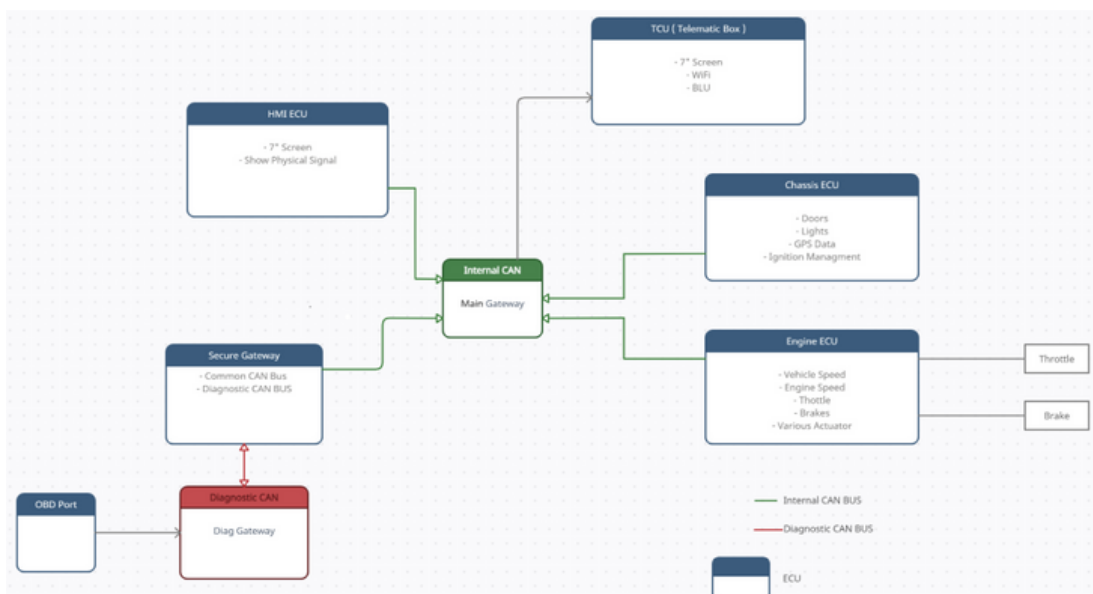 TCU ( Telematic Box )
- 7" Screen
- WiFi
- BLU
HMI ECU
- 7" Screen
- Show Physical Signal
Chassis ECU
- Doors
- Lights
- GPS Data
- Ignition Managment
Internal CAN
Main Gateway
Engine ECU
- Vehicle Speed
- Engine Speed
- Thottle
- Brakes
- Various Actuator
Throttle
Brake
Secure Gateway
- Common CAN Bus
- Diagnostic CAN BUS
Diagnostic CAN
Diag Gateway
OBD Port
Internal CAN BUS
Diagnostic CAN BUS
ECU